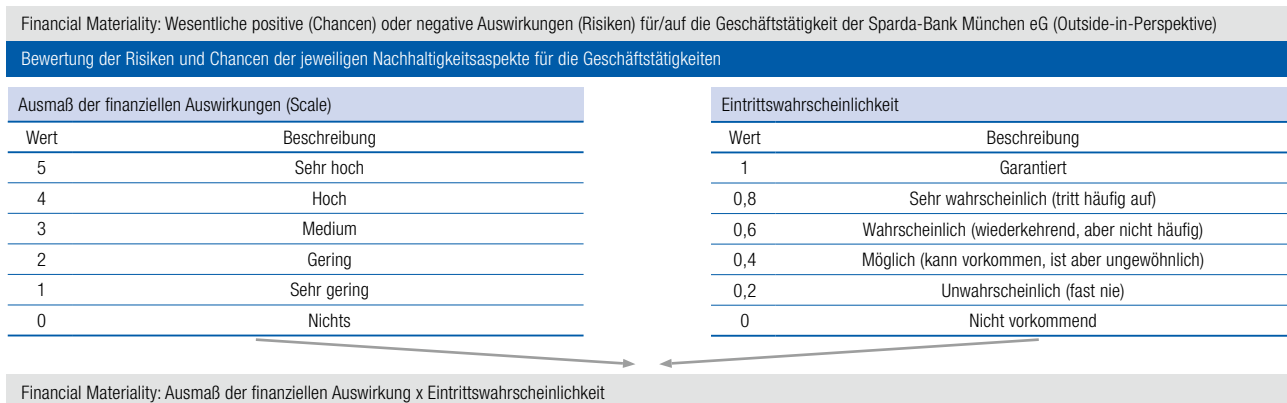 Financial Materiality: Wesentliche positive (Chancen) oder negative Auswirkungen (Risiken) für/auf die Geschäftstätigkeit der Sparda-Bank München eG (Outside-in-Perspektive)
Bewertung der Risiken und Chancen der jeweiligen Nachhaltigkeitsaspekte für die Geschäftstätigkeiten
Ausmaß der finanziellen Auswirkungen (Scale)
Wert Beschreibung
5 Sehr hoch
4 Hoch
3 Medium
2 Gering
1 Sehr gering
0 Nichts
Eintrittswahrscheinlichkeit
Wert Beschreibung
1 Garantiert
0,8 Sehr wahrscheinlich (tritt häufig auf)
0,6 Wahrscheinlich (wiederkehrend, aber nicht häufig)
0,4 Möglich (kann vorkommen, ist aber ungewöhnlich)
0,2 Unwahrscheinlich (fast nie)
0 Nicht vorkommend
Financial Materiality: Ausmaß der finanziellen Auswirkung x Eintrittswahrscheinlichkeit